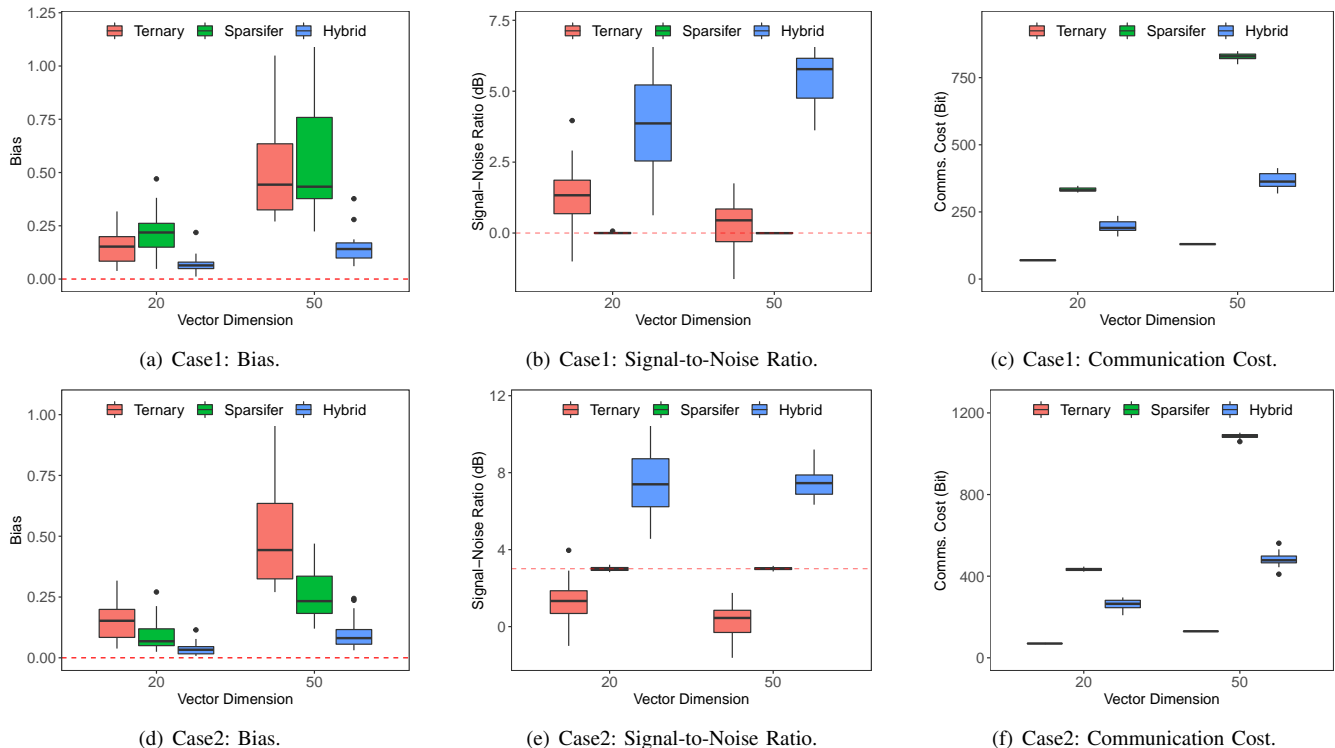 Ternary Sparsifer Hybrid
1.25
1.00
0.75
0.50
0.25
0.00
Bias
20 50
Vector Dimension
(a) Case1: Bias.
Ternary Sparsifer Hybrid
7.5
5.0
2.5
0.0
Signal−Noise Ratio (dB)
20 50
Vector Dimension
(b) Case1: Signal-to-Noise Ratio.
Ternary Sparsifer Hybrid
750
500
250
0
Comms. Cost (Bit)
20 50
Vector Dimension
(c) Case1: Communication Cost.
Ternary Sparsifer Hybrid
1.00
0.75
0.50
0.25
0.00
Bias
20 50
Vector Dimension
(d) Case2: Bias.
Ternary Sparsifer Hybrid
12
8
4
0
Signal−Noise Ratio (dB)
20 50
Vector Dimension
(e) Case2: Signal-to-Noise Ratio.
Ternary Sparsifer Hybrid
1200
800
400
0
Comms. Cost (Bit)
20 50
Vector Dimension
(f) Case2: Communication Cost.